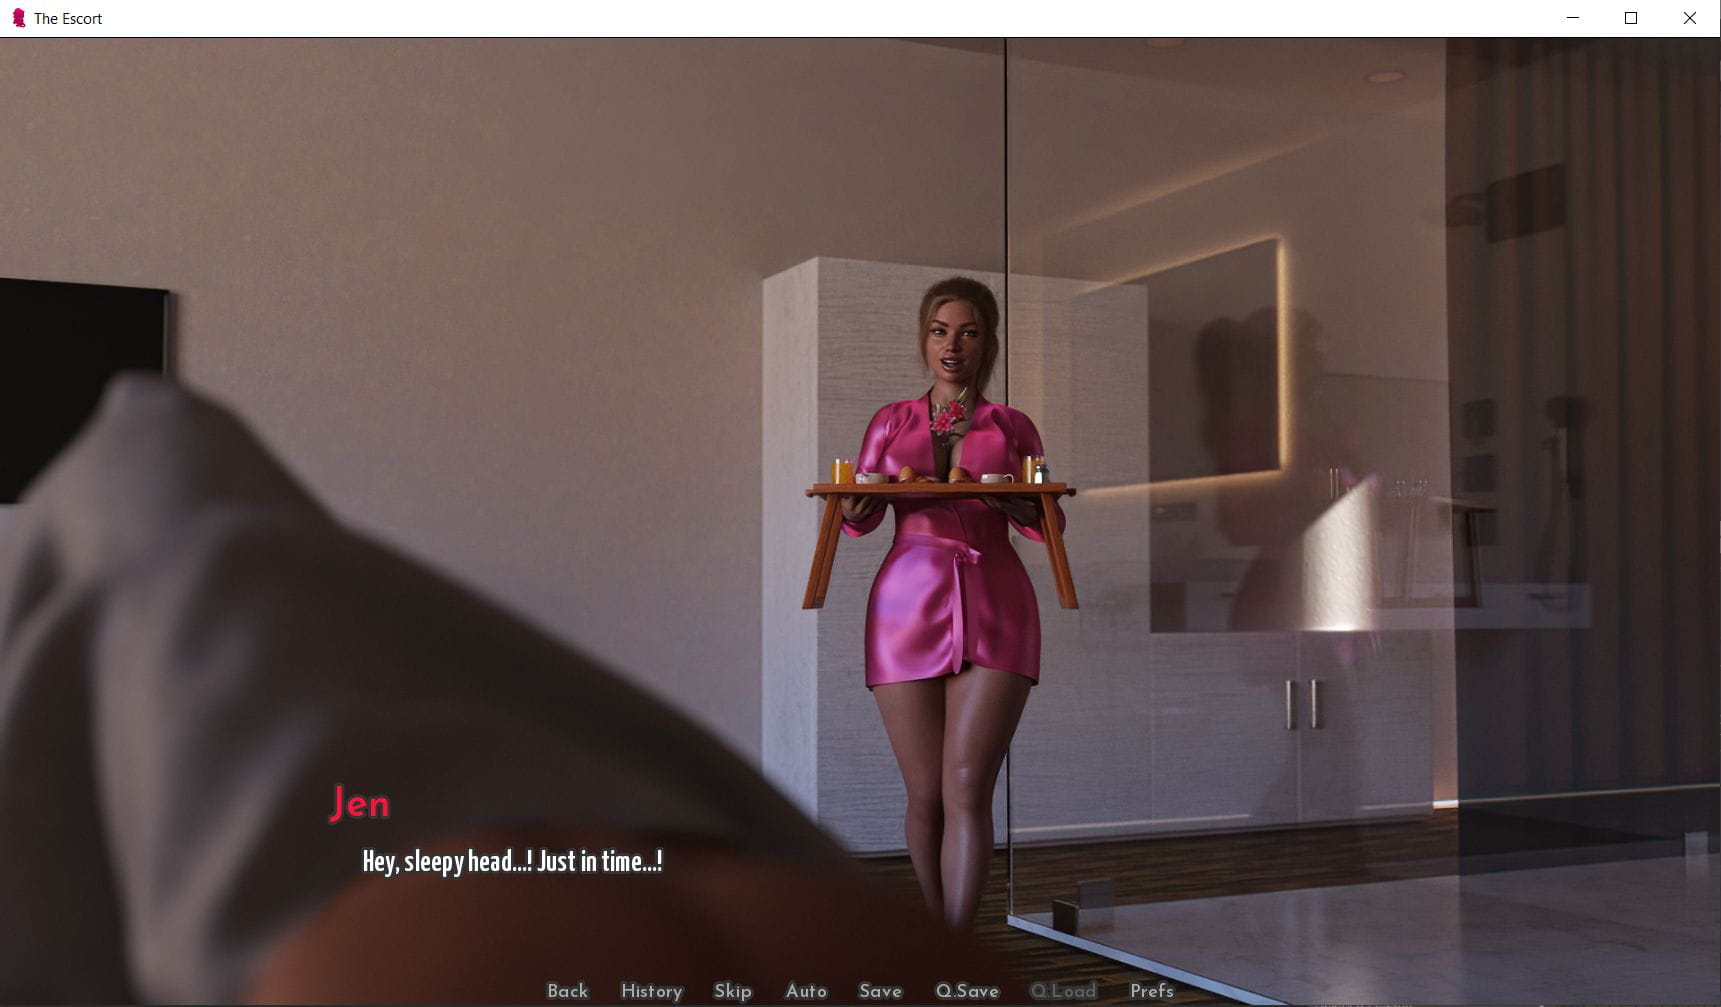 The Escort
Jen
Hey, sleepy head...! Just in time...!
Back History Skip Auto Save Q.Save Q.Load Prefs